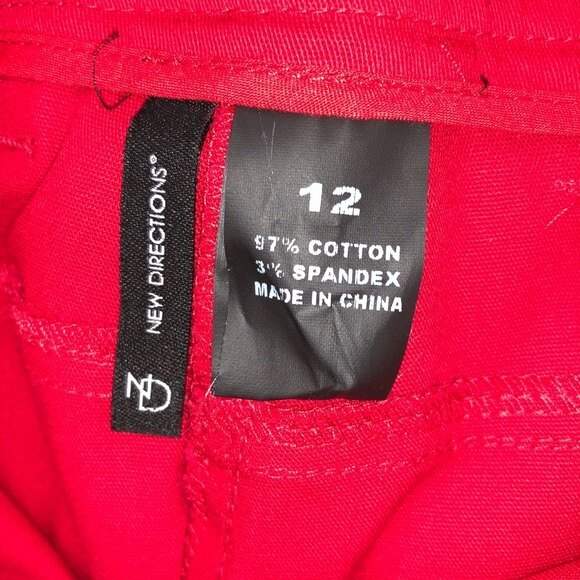 NEW DIRECTIONS®
ND
12
97% COTTON
3% SPANDEX
MADE IN CHINA